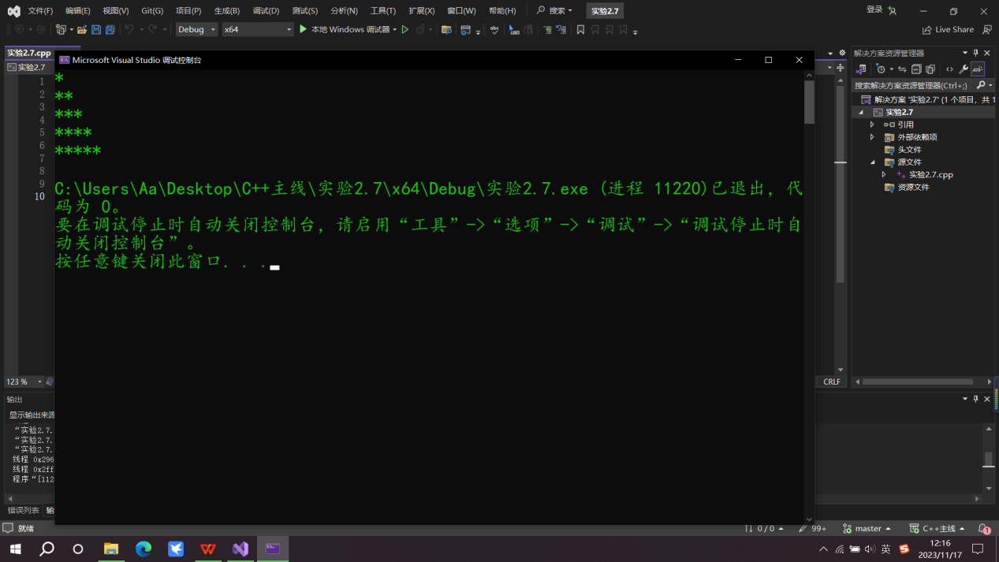 文件(F) 编辑(E) 视图(V) Git(G) 项目(P) 生成(B) 调试(D) 测试(S) 分析(N) 工具(T) 扩展(X) 窗口(W) 帮助(H) 搜索 实验2.7 登录
Debug x64 本地 Windows 调试器 Live Share
实验2.7.cpp
实验2.7
Microsoft Visual Studio 调试控制台
1
2
3
4
5
6
7
8
9
10
*
**
***
****
*****
C:\Users\Aa\Desktop\C++主线\实验2.7\x64\Debug\实验2.7.exe (进程 11220)已退出，代
码为 0。
要在调试停止时自动关闭控制台，请启用“工具”->“选项”->“调试”->“调试停止时自
动关闭控制台”。
按任意键关闭此窗口. . .
解决方案资源管理器
搜索解决方案资源管理器(Ctrl+;)
解决方案 '实验2.7' (1 个项目，共 1
实验2.7
引用
外部依赖项
头文件
源文件
实验2.7.cpp
资源文件
123 %
CRLF
输出
显示输出来源
“实验2.7.
“实验2.7.
“实验2.7.
线程 0x296
线程 0x2ff
程序“[112
错误列表 输
就绪
0 / 0 99+ master C++主线 1
英 12:16
2023/11/17